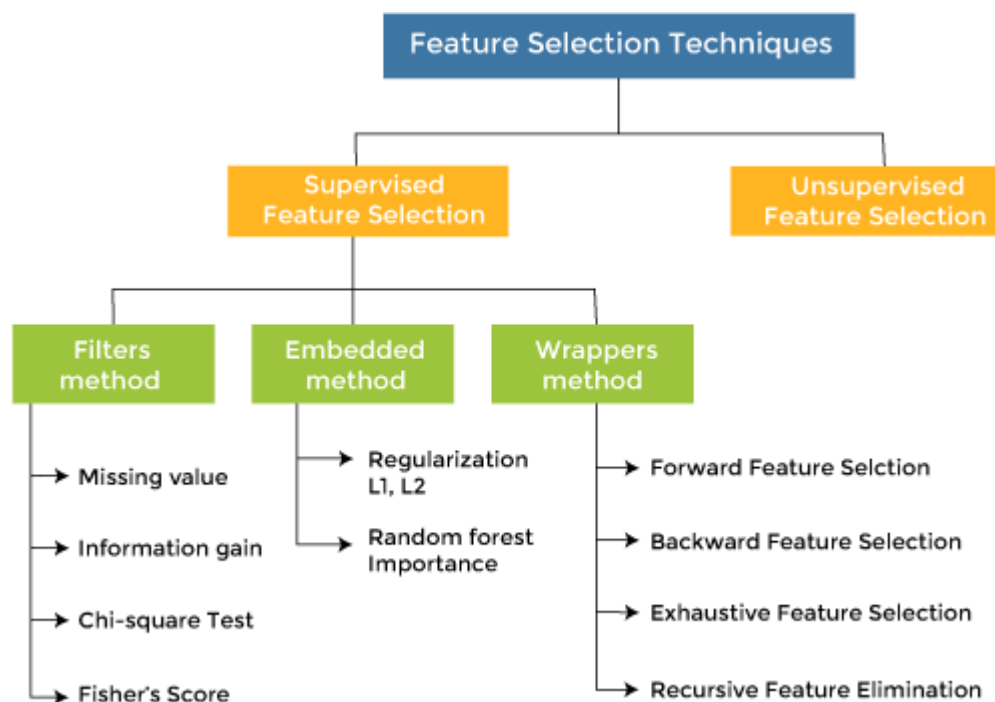 Feature Selection Techniques
Supervised
Feature Selection
Unsupervised
Feature Selection
Filters
method
Embedded
method
Wrappers
method
Missing value
Information gain
Chi-square Test
Fisher's Score
Regularization
L1, L2
Random forest
Importance
Forward Feature Selction
Backward Feature Selection
Exhaustive Feature Selection
Recursive Feature Elimination